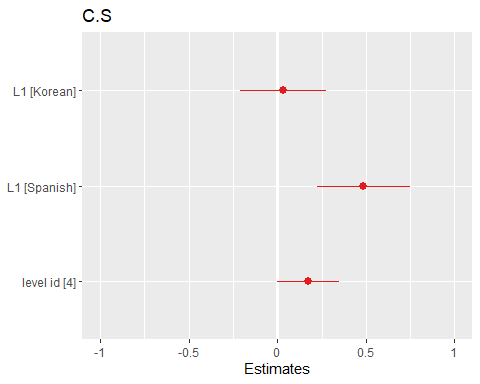 C.S
L1 [Korean]
L1 [Spanish]
level id [4]
-1 -0.5 0 0.5 1
Estimates